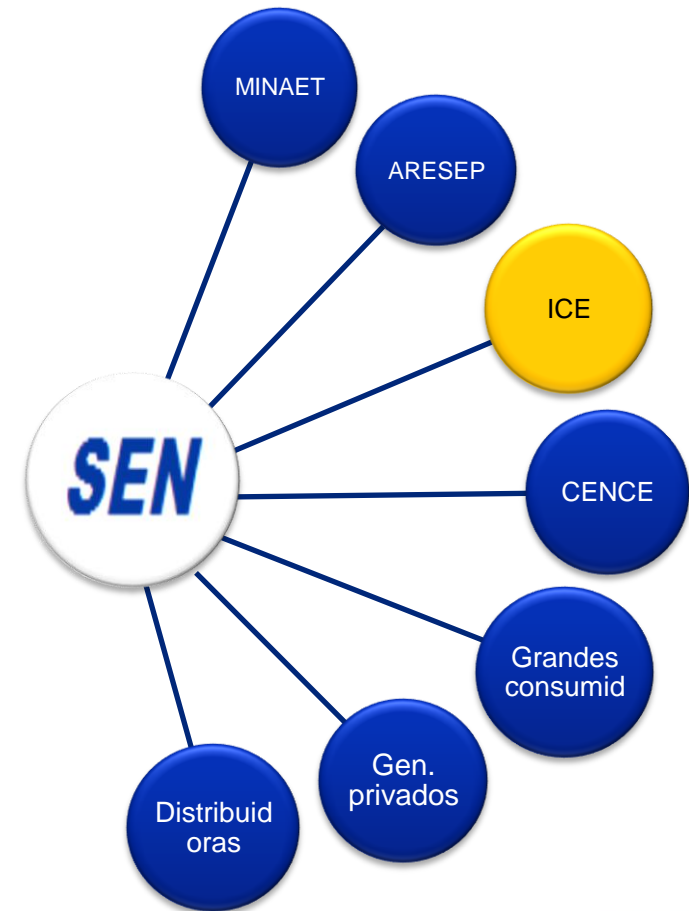 MINAET
ARESEP
ICE
SEN
CENCE
Grandes
consumid
Gen.
privados
Distribuid
oras